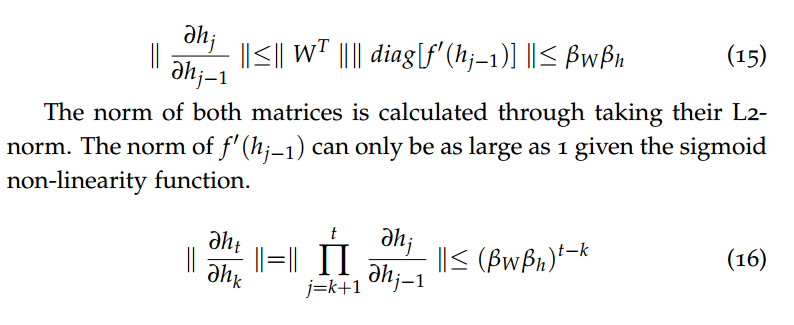 ‖ ∂h_j / ∂h_{j−1} ‖≤‖ W^T ‖‖ diag[f′(h_{j−1})] ‖≤ β_W β_h (15)
The norm of both matrices is calculated through taking their L2-
norm. The norm of f′(h_{j−1}) can only be as large as 1 given the sigmoid
non-linearity function.
‖ ∂h_t / ∂h_k ‖=‖ ∏_{j=k+1}^{t} ∂h_j / ∂h_{j−1} ‖≤ (β_W β_h)^{t−k} (16)